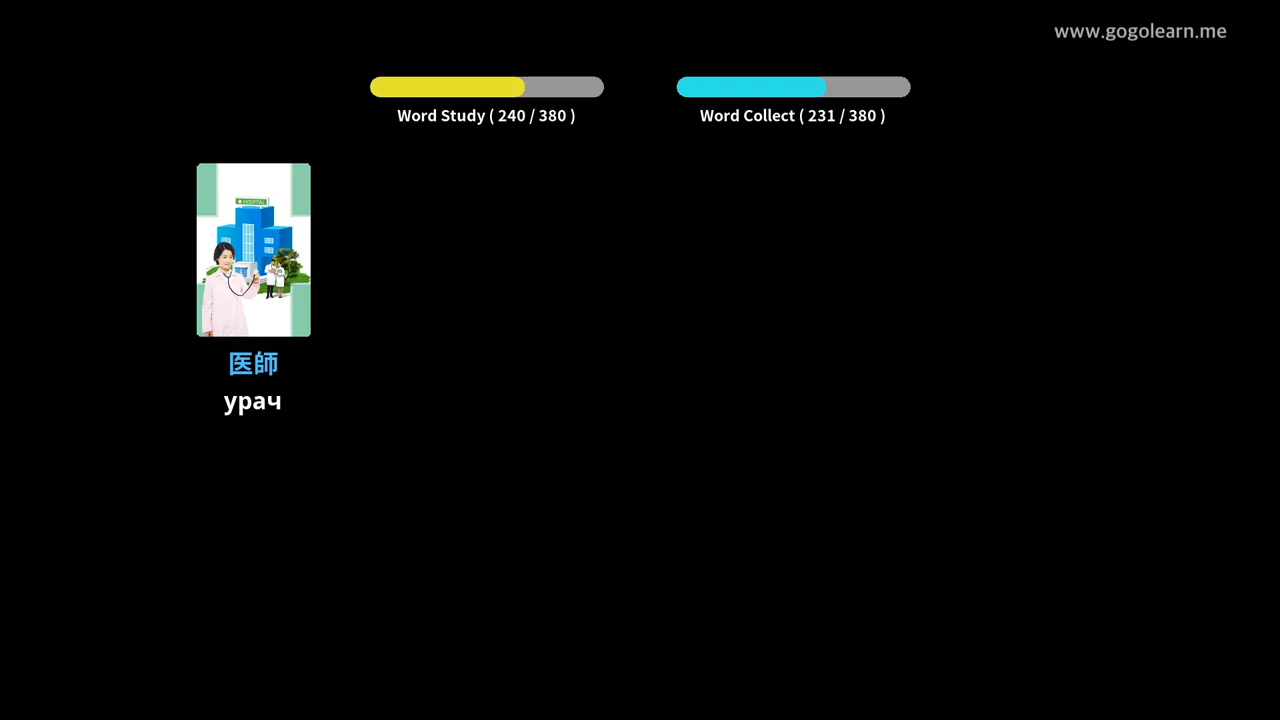 www.gogolearn.me
Word Study ( 240 / 380 )
Word Collect ( 231 / 380 )
HOSPITAL
医師
урач